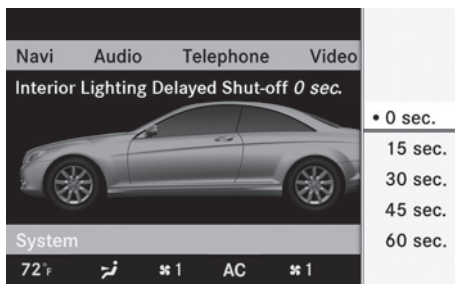 Navi Audio Telephone Video
Interior Lighting Delayed Shut-off 0 sec.
• 0 sec.
15 sec.
30 sec.
45 sec.
60 sec.
System
72°F 1 AC 1